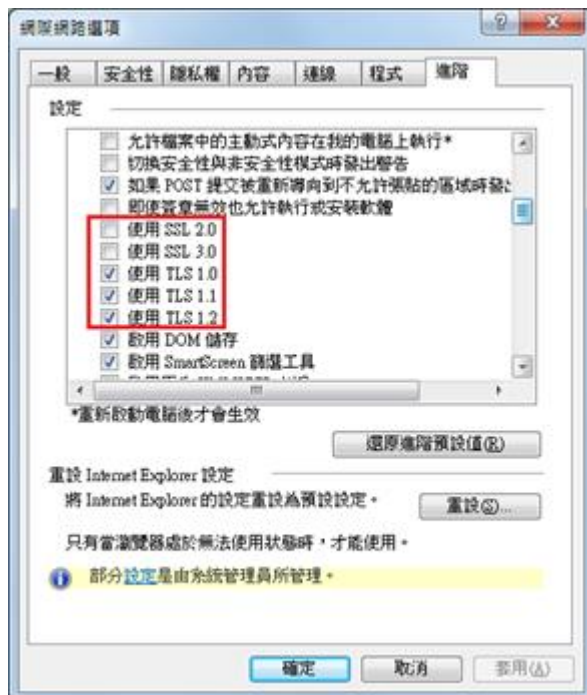 網際網路選項
一般 安全性 隱私權 內容 連線 程式 進階
設定
允許檔案中的主動式內容在我的電腦上執行*
切換安全性與非安全性模式時發出警告
如果 POST 提交被重新導向到不允許張貼的區域時發
即使簽章無效也允許執行或安裝軟體
使用 SSL 2.0
使用 SSL 3.0
使用 TLS 1.0
使用 TLS 1.1
使用 TLS 1.2
啟用 DOM 儲存
啟用 SmartScreen 篩選工具
*重新啟動電腦後才會生效
還原進階預設值(R)
重設 Internet Explorer 設定
將 Internet Explorer 的設定重設為預設設定。
重設(S)...
只有當瀏覽器處於無法使用狀態時，才能使用。
部分設定是由系統管理員所管理。
確定 取消 套用(A)